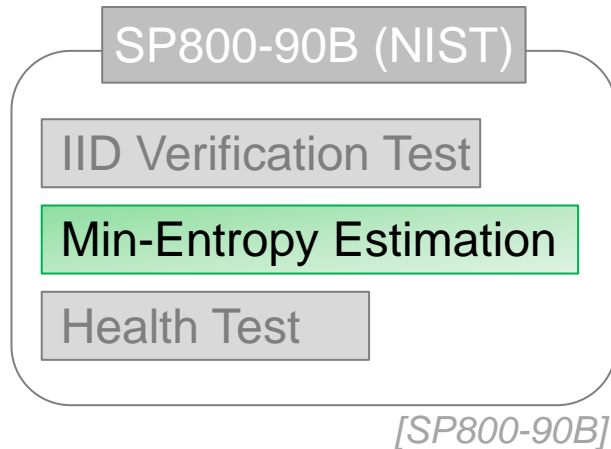 SP800-90B (NIST)
IID Verification Test
Min-Entropy Estimation
Health Test
[SP800-90B]